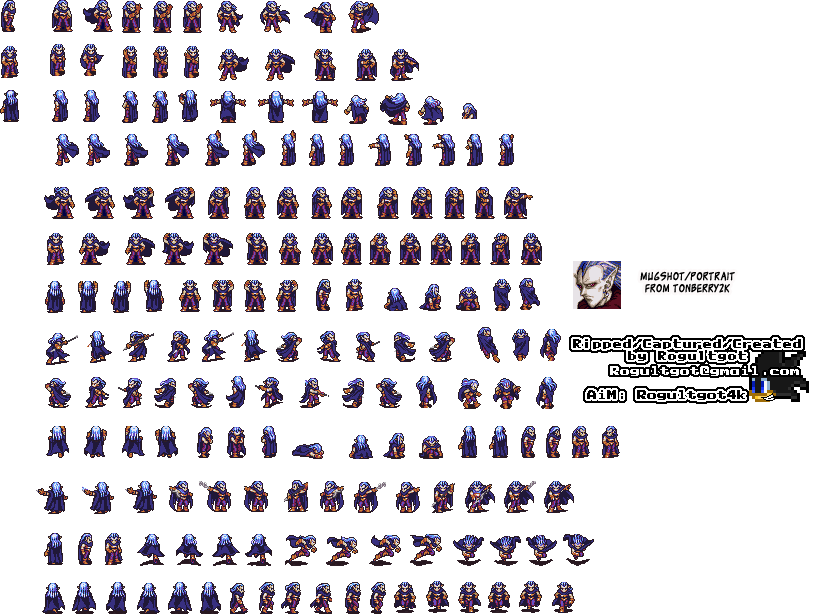 MUGSHOT/PORTRAIT
FROM TONBERRY2K
Ripped/Captured/Created
by Rogultgot
Rogultgot@gmail.com
AiM: Rogultgot4k